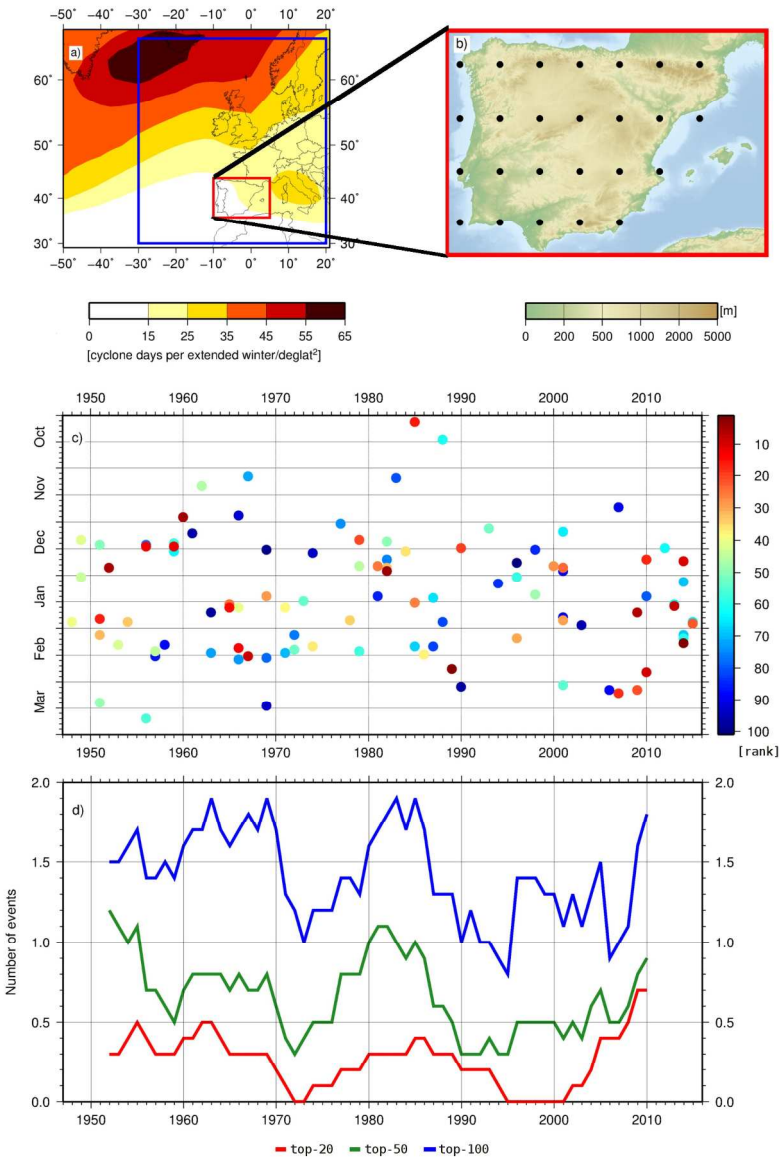 −50° −40° −30° −20° −10° 0° 10° 20°
a) b)
60° 60°
50° 50°
40° 40°
30° 30°
−50° −40° −30° −20° −10° 0° 10° 20°
[m]
0 15 25 35 45 55 65
0 200 500 1000 2000 5000
[cyclone days per extended winter/deglat²]
1950 1960 1970 1980 1990 2000 2010
c)
Oct
Nov
Dec
Jan
Feb
Mar
10
20
30
40
50
60
70
80
90
100
[rank]
1950 1960 1970 1980 1990 2000 2010
d)
2.0 2.0
1.5 1.5
1.0 1.0
0.5 0.5
0.0 0.0
Number of events
1950 1960 1970 1980 1990 2000 2010
top-20 top-50 top-100